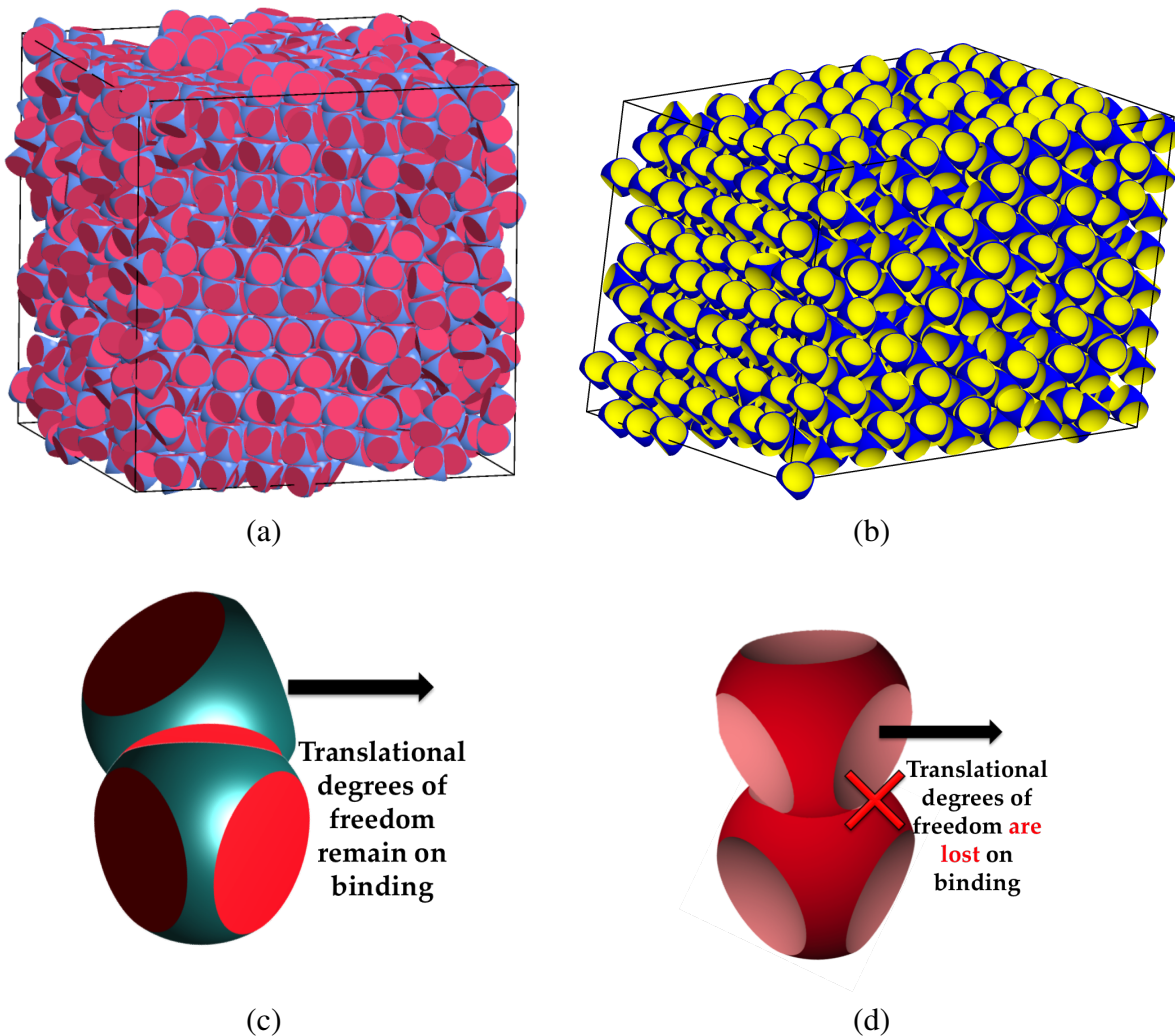 (a)
(b)
Translational
degrees of
freedom
remain on
binding
Translational
degrees of
freedom are
lost on
binding
(c)
(d)